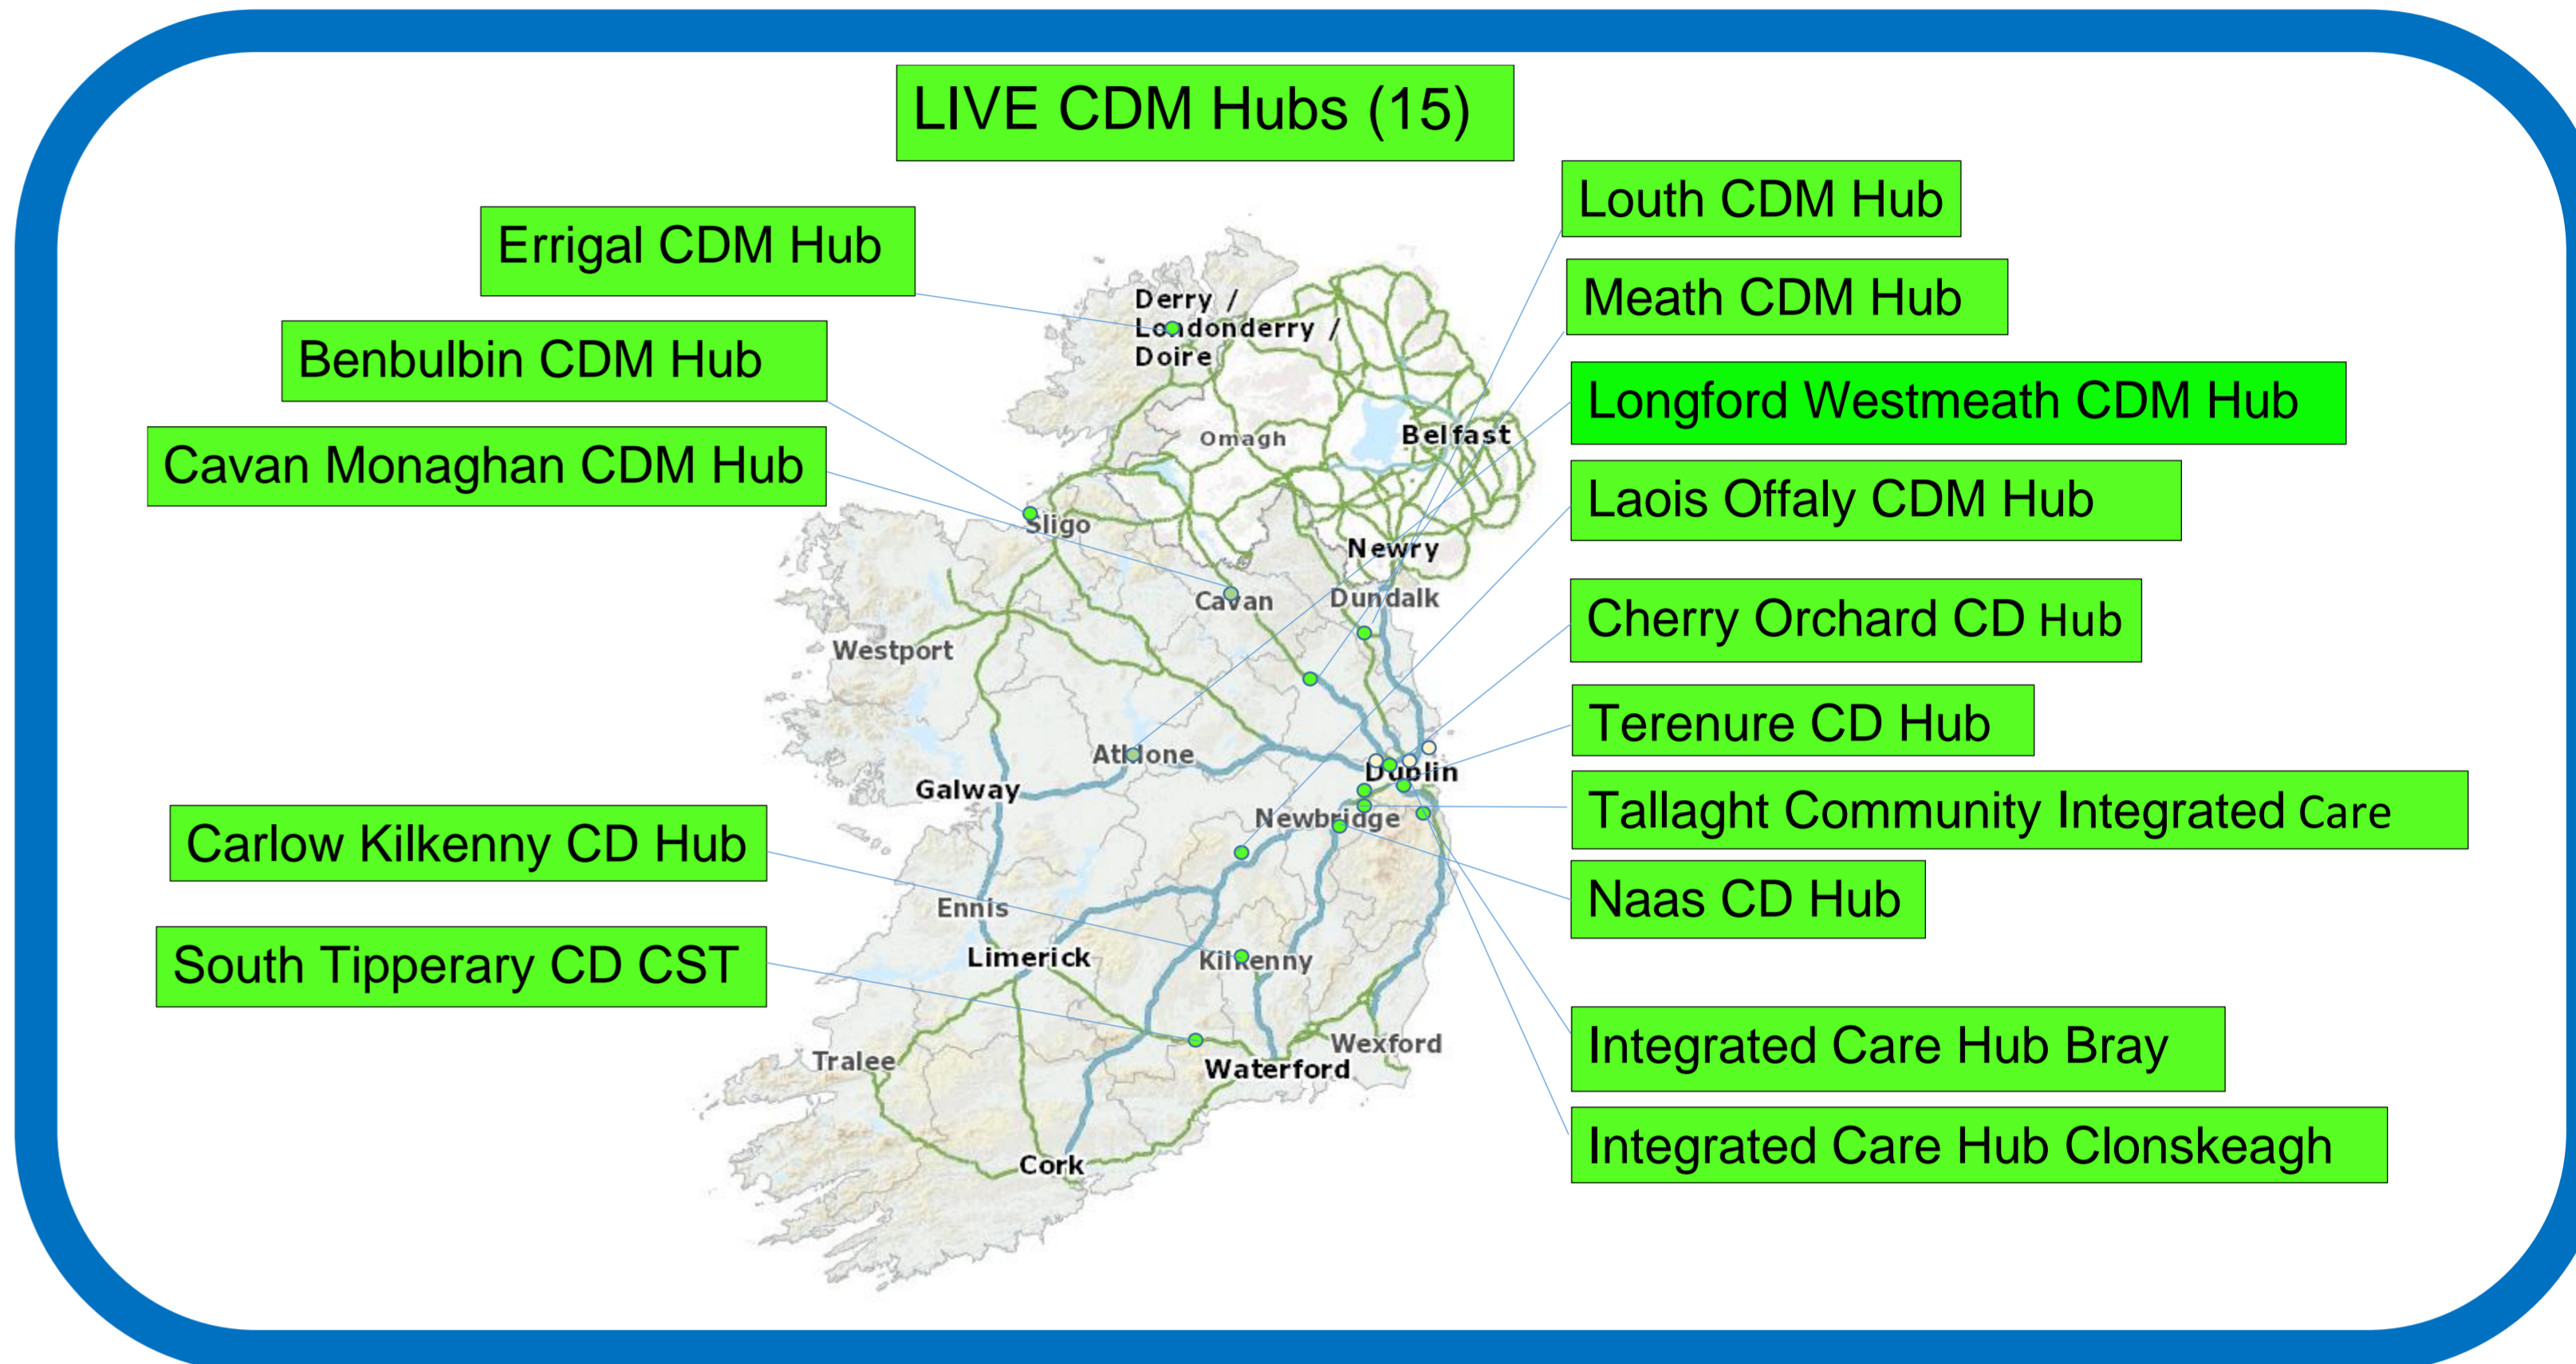 LIVE CDM Hubs (15)
Errigal CDM Hub
Benbulbin CDM Hub
Cavan Monaghan CDM Hub
Carlow Kilkenny CD Hub
South Tipperary CD CST
Louth CDM Hub
Meath CDM Hub
Longford Westmeath CDM Hub
Laois Offaly CDM Hub
Cherry Orchard CD Hub
Terenure CD Hub
Tallaght Community Integrated Care
Naas CD Hub
Integrated Care Hub Bray
Integrated Care Hub Clonskeagh
Derry /
Londonderry /
Doire
Omagh
Belfast
Sligo
Newry
Cavan
Dundalk
Westport
Athlone
Galway
Dublin
Newbridge
Ennis
Limerick
Kilkenny
Wexford
Tralee
Waterford
Cork